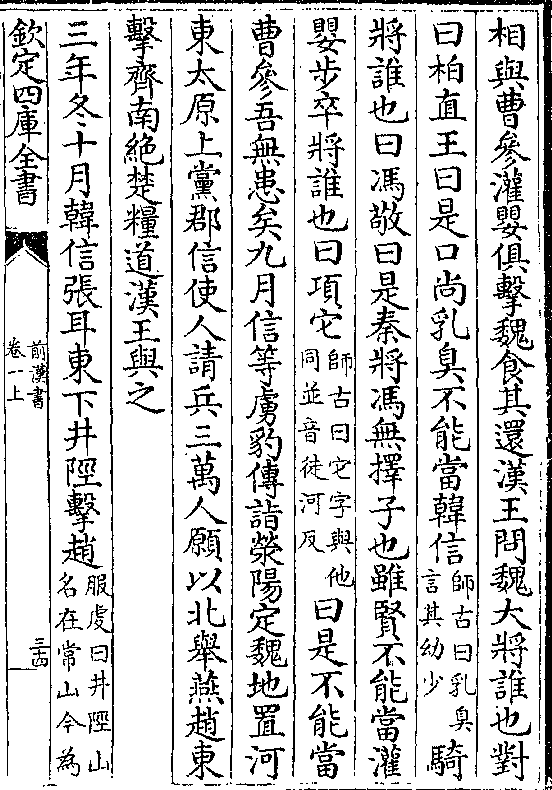 相與曹參灌嬰俱擊魏食其還漢王問魏大將誰也對
曰柏直王曰是口尚乳臭不能當韓信師古曰乳臭言其幼少騎
將誰也曰馮敬曰是秦將馮無擇子也雖賢不能當灌
嬰步卒將誰也曰項它師古曰它字與他同並音徒河反曰是不能當
曹參吾無患矣九月信等虜豹傳詣滎陽定魏地置河
東太原上黨郡信使人請兵三萬人願以北舉燕趙東
擊齊南絕楚糧道漢王與之
三年冬十月韓信張耳東下井陘擊趙服虔曰井陘山名在常山今為
欽定四庫全書
前漢書
卷一上
三四